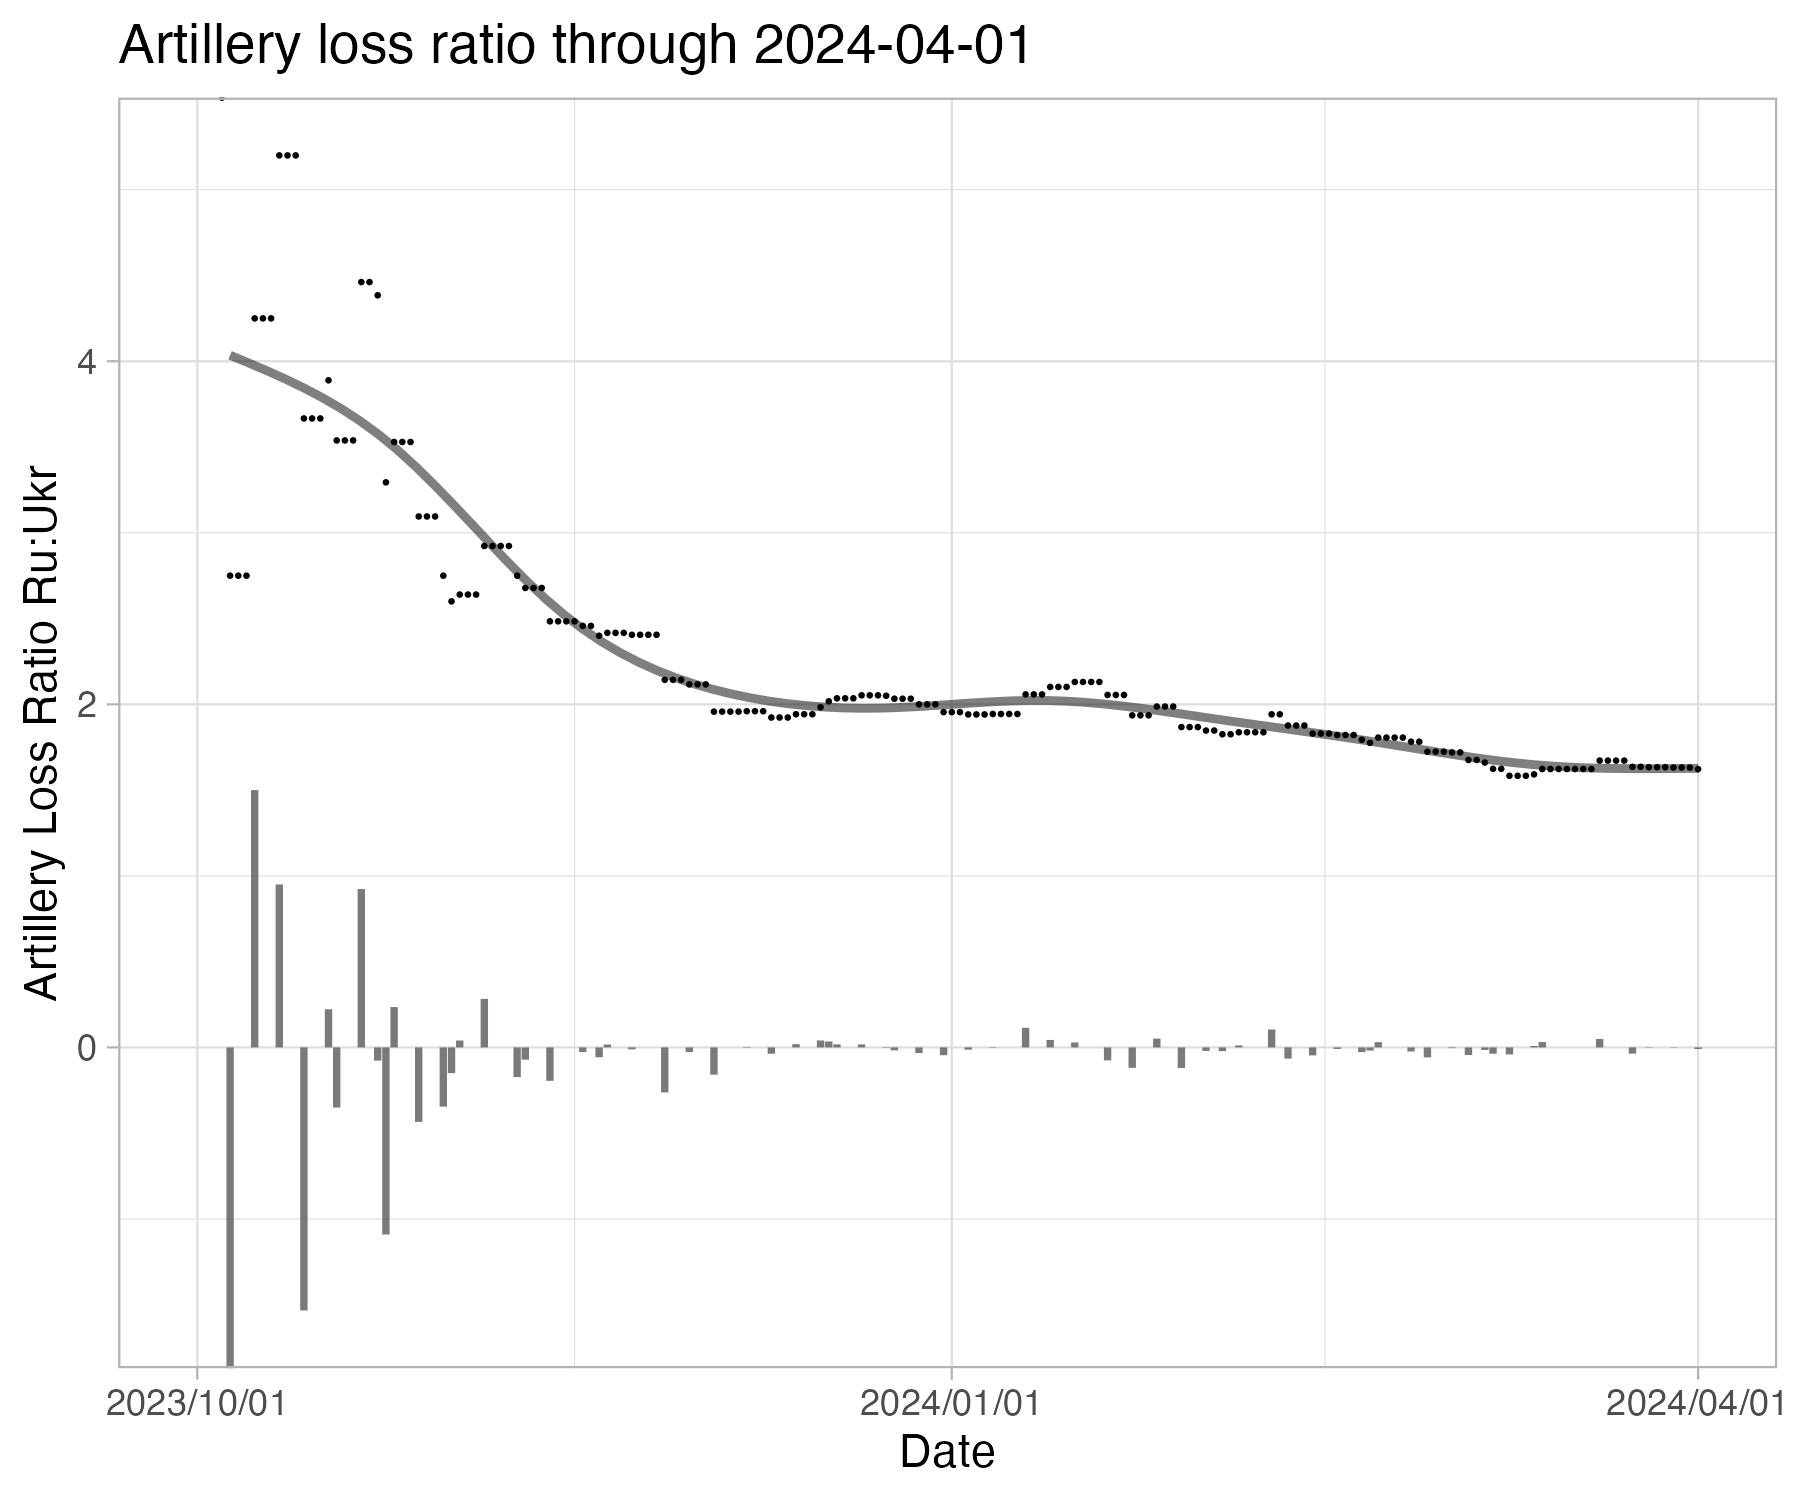 Artillery loss ratio through 2024-04-01
Artillery Loss Ratio Ru:Ukr
4
2
0
2023/10/01
2024/01/01
2024/04/01
Date